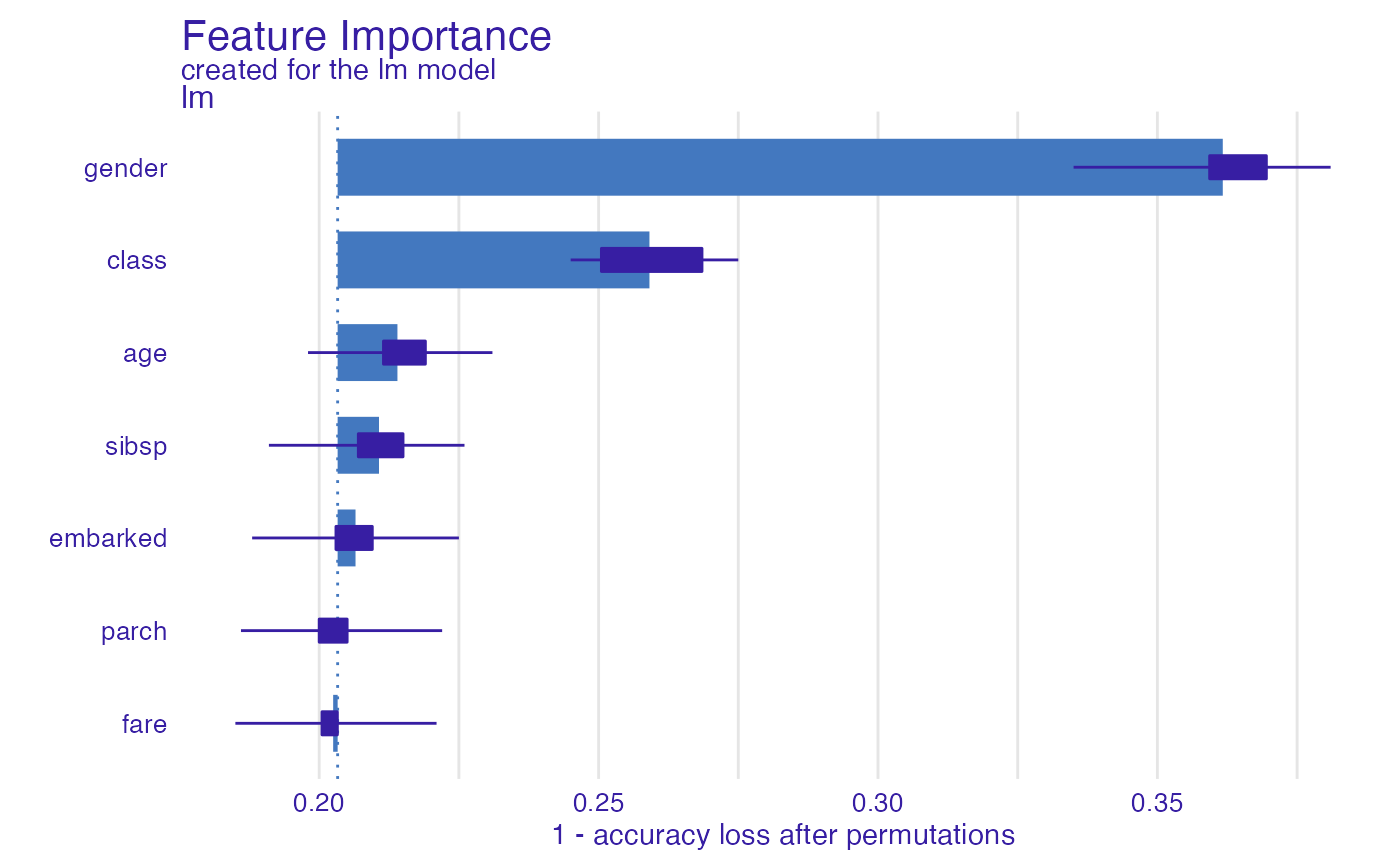 Feature Importance
created for the lm model
lm
gender
class
age
sibsp
embarked
parch
fare
0.20 0.25 0.30 0.35
1 - accuracy loss after permutations